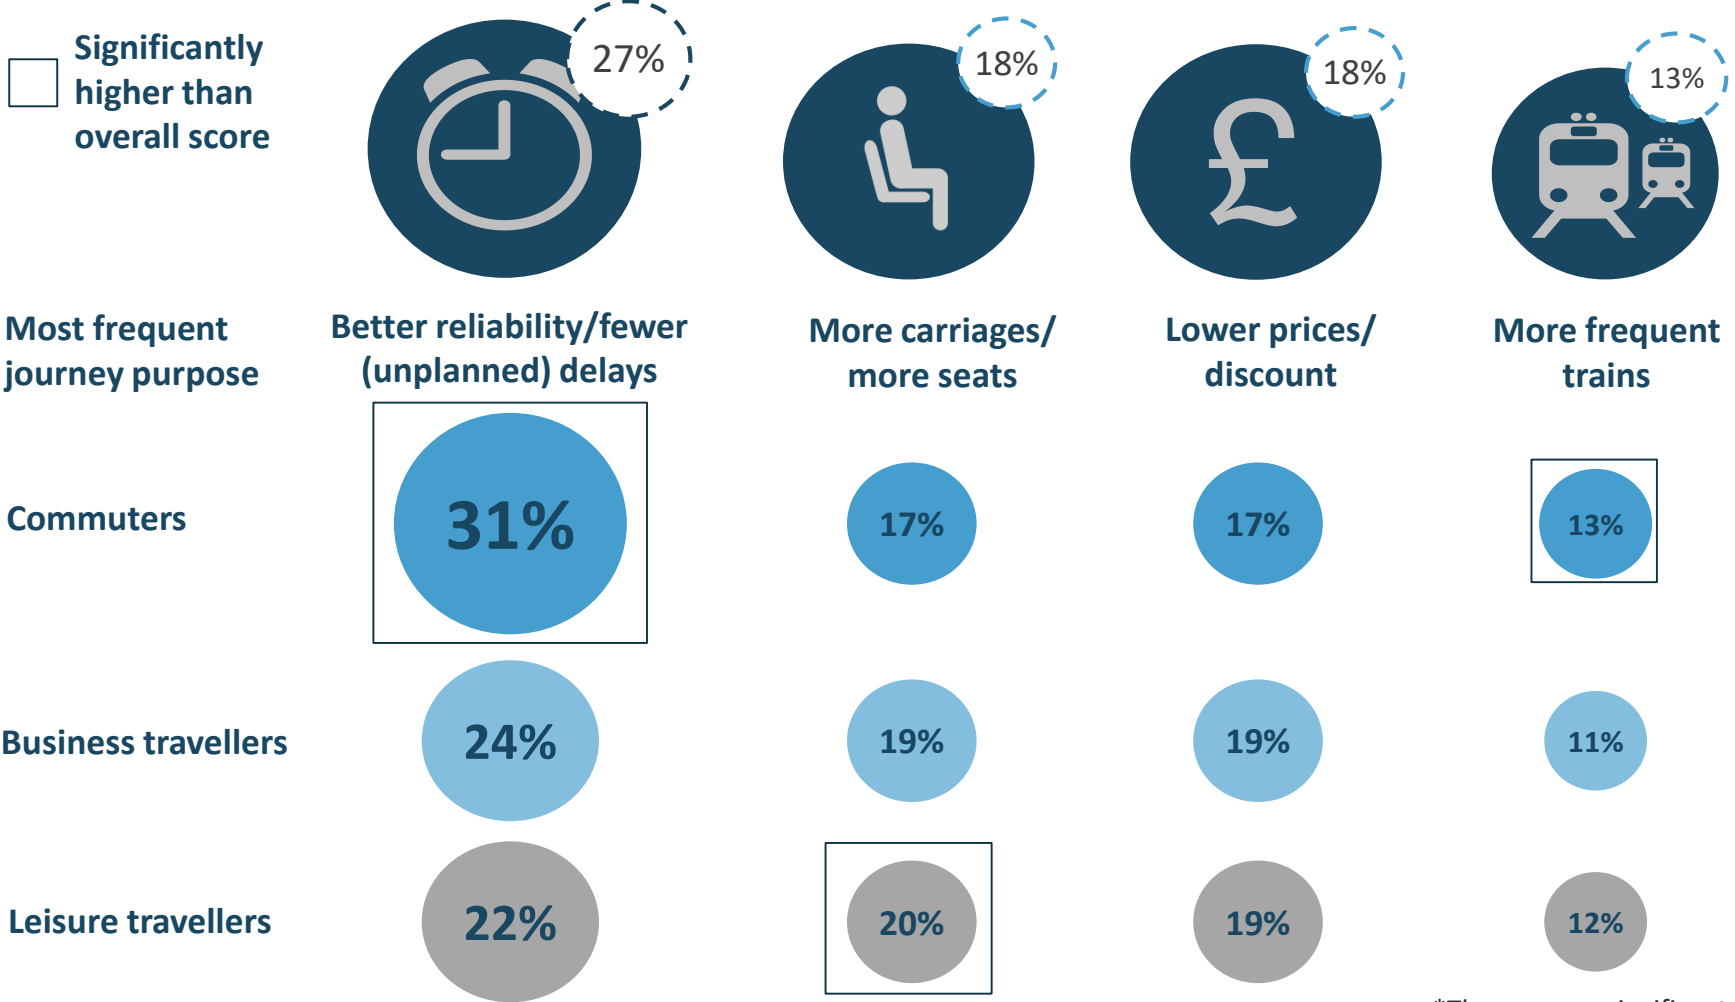 Significantly
higher than
overall score
27%
18%
18%
13%
Most frequent
journey purpose
Better reliability/fewer
(unplanned) delays
More carriages/
more seats
Lower prices/
discount
More frequent
trains
Commuters
31%
17%
17%
13%
Business travellers
24%
19%
19%
11%
Leisure travellers
22%
20%
19%
12%